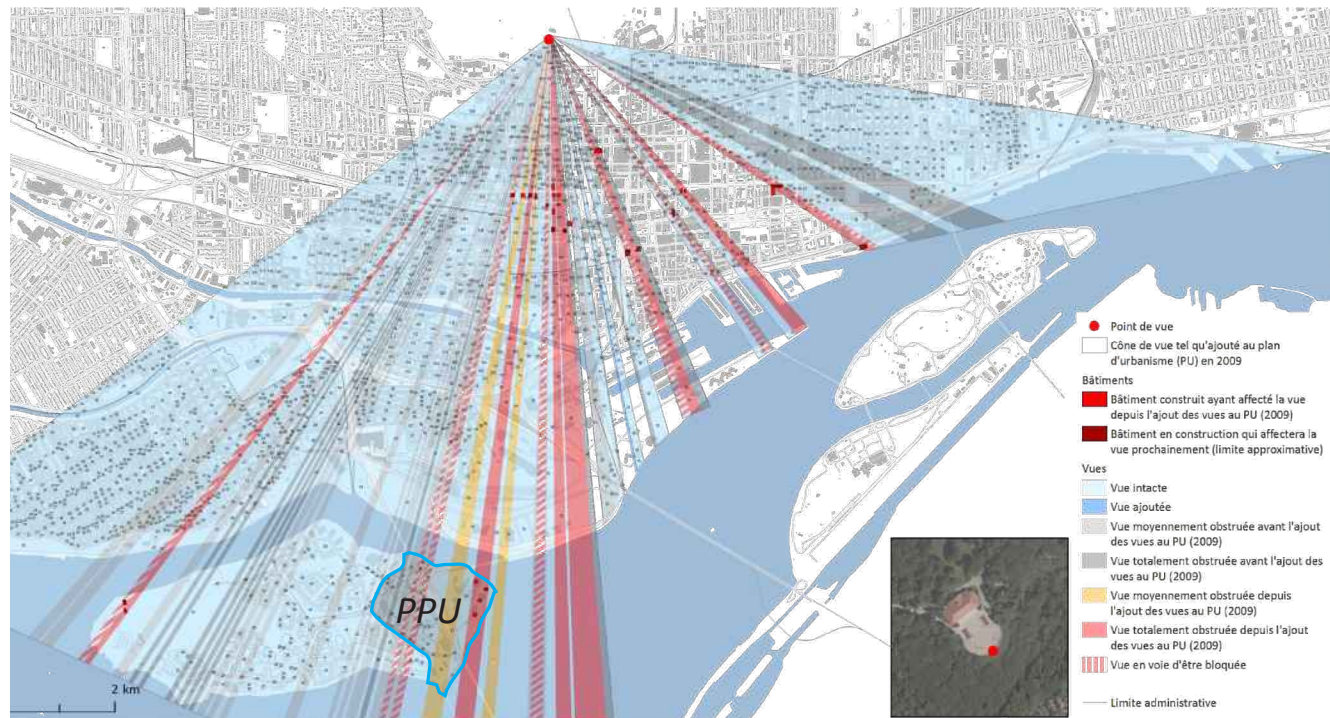 PPU
2 km
Point de vue
Cône de vue tel qu'ajouté au plan
d'urbanisme (PU) en 2009
Bâtiments
Bâtiment construit ayant affecté la vue
depuis l'ajout des vues au PU (2009)
Bâtiment en construction qui affectera la
vue prochainement (limite approximative)
Vues
Vue intacte
Vue ajoutée
Vue moyennement obstruée avant l'ajout
des vues au PU (2009)
Vue totalement obstruée avant l'ajout des
vues au PU (2009)
Vue moyennement obstruée depuis
l'ajout des vues au PU (2009)
Vue totalement obstruée depuis l'ajout
des vues au PU (2009)
Vue en voie d'être bloquée
Limite administrative